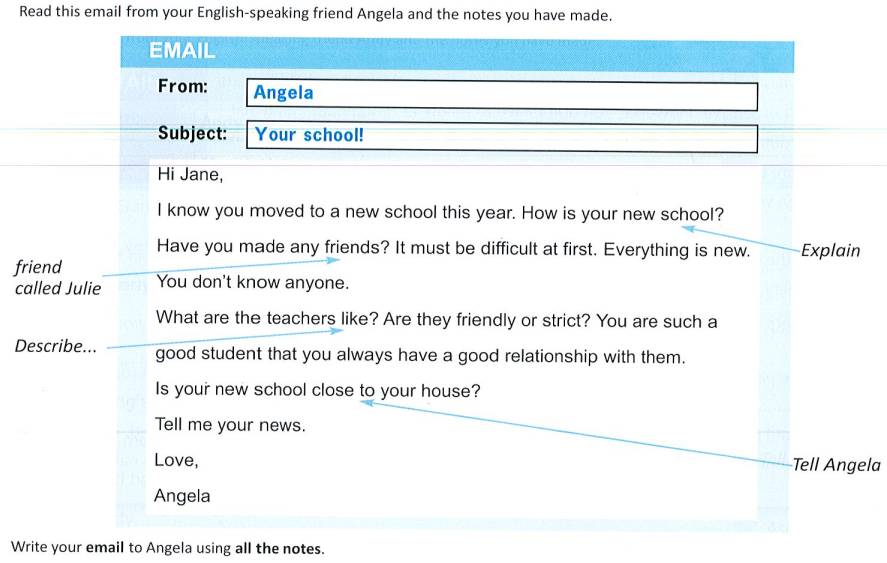 Read this email from your English-speaking friend Angela and the notes you have made.
EMAIL
From: Angela
Subject: Your school!
Hi Jane,
I know you moved to a new school this year. How is your new school?
Explain
Have you made any friends? It must be difficult at first. Everything is new.
friend
called Julie
You don't know anyone.
What are the teachers like? Are they friendly or strict? You are such a
Describe...
good student that you always have a good relationship with them.
Is your new school close to your house?
Tell me your news.
Tell Angela
Love,
Angela
Write your email to Angela using all the notes.